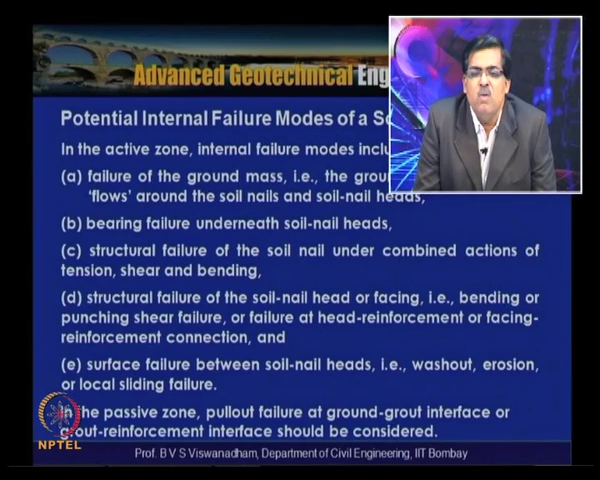 Advanced Geotechnical Eng
Potential Internal Failure Modes of a
In the active zone, internal failure modes
(a) failure of the ground mass, i.e., the
'flows' around the soil nails and soil-nail heads,
(b) bearing failure underneath soil-nail heads,
(c) structural failure of the soil nail under combined actions of
tension, shear and bending,
(d) structural failure of the soil-nail head or facing, i.e., bending or
punching shear failure, or failure at head-reinforcement or facing-
reinforcement connection, and
(e) surface failure between soil-nail heads, i.e., washout, erosion,
or local sliding failure.
In the passive zone, pullout failure at ground-grout interface or
grout-reinforcement interface should be considered.
NPTEL
Prof. B V S Viswanadham, Department of Civil Engineering, IIT Bombay